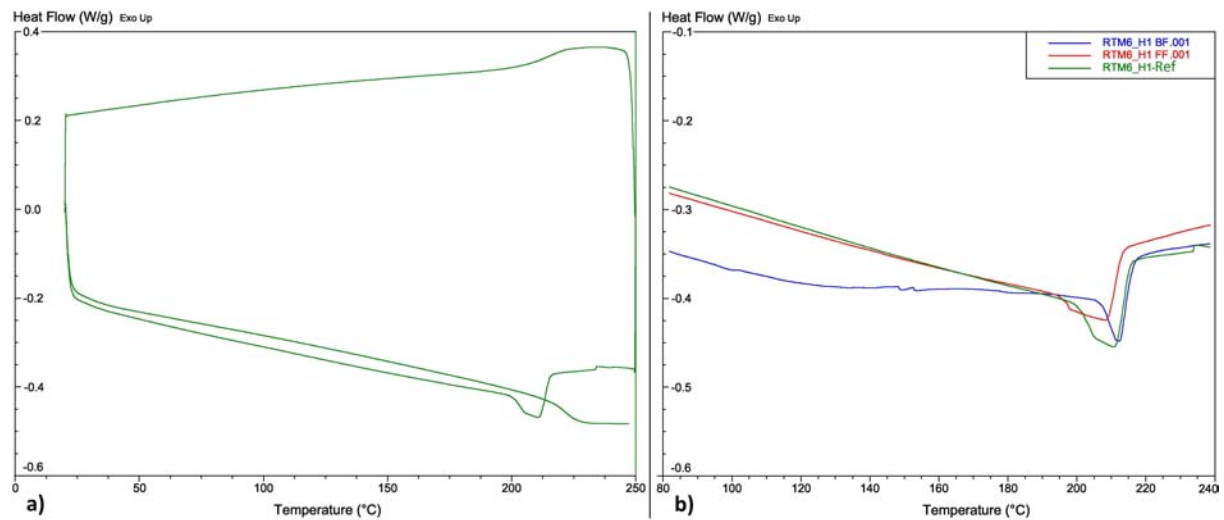 Heat Flow (W/g) Exo Up
0.4
0.2
0.0
-0.2
-0.4
-0.6
0 50 100 150 200 250
a)
Temperature (°C)
Heat Flow (W/g) Exo Up
RTM6_H1 BF.001
RTM6_H1 FF.001
RTM6_H1-Ref
-0.1
-0.3
-0.4
-0.5
-0.6
80 100 120 140 160 180 200 220 240
b)
Temperature (°C)